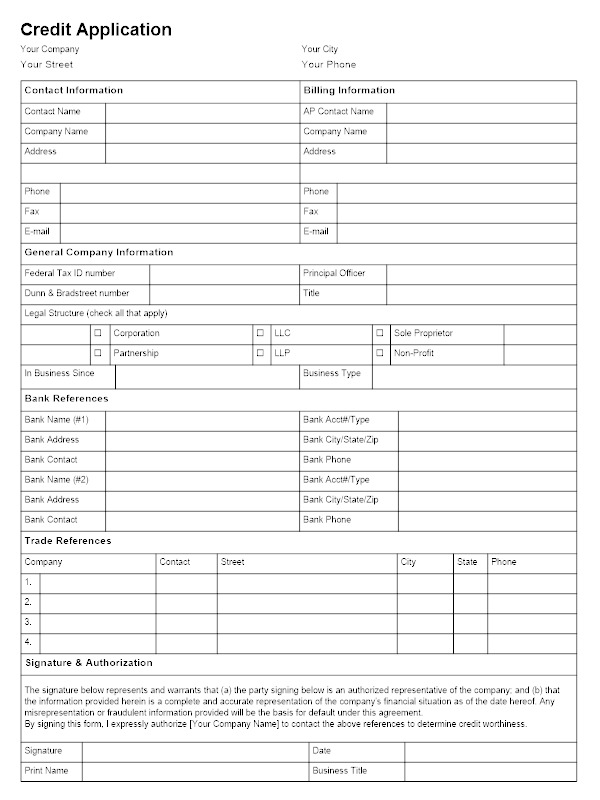 Credit Application
Your Company Your City
Your Street Your Phone
Contact Information Billing Information
Contact Name AP Contact Name
Company Name Company Name
Address Address
Phone Phone
Fax Fax
E-mail E-mail
General Company Information
Federal Tax ID number Principal Officer
Dunn & Bradstreet number Title
Legal Structure (check all that apply)
☐ Corporation ☐ LLC ☐ Sole Proprietor
☐ Partnership ☐ LLP ☐ Non-Profit
In Business Since Business Type
Bank References
Bank Name (#1) Bank Acct#/Type
Bank Address Bank City/State/Zip
Bank Contact Bank Phone
Bank Name (#2) Bank Acct#/Type
Bank Address Bank City/State/Zip
Bank Contact Bank Phone
Trade References
Company Contact Street City State Phone
1.
2.
3.
4.
Signature & Authorization
The signature below represents and warrants that (a) the party signing below is an authorized representative of the company; and (b) that
the information provided herein is a complete and accurate representation of the company's financial situation as of the date hereof. Any
misrepresentation or fraudulent information provided will be the basis for default under this agreement.
By signing this form, I expressly authorize [Your Company Name] to contact the above references to determine credit worthiness.
Signature Date
Print Name Business Title